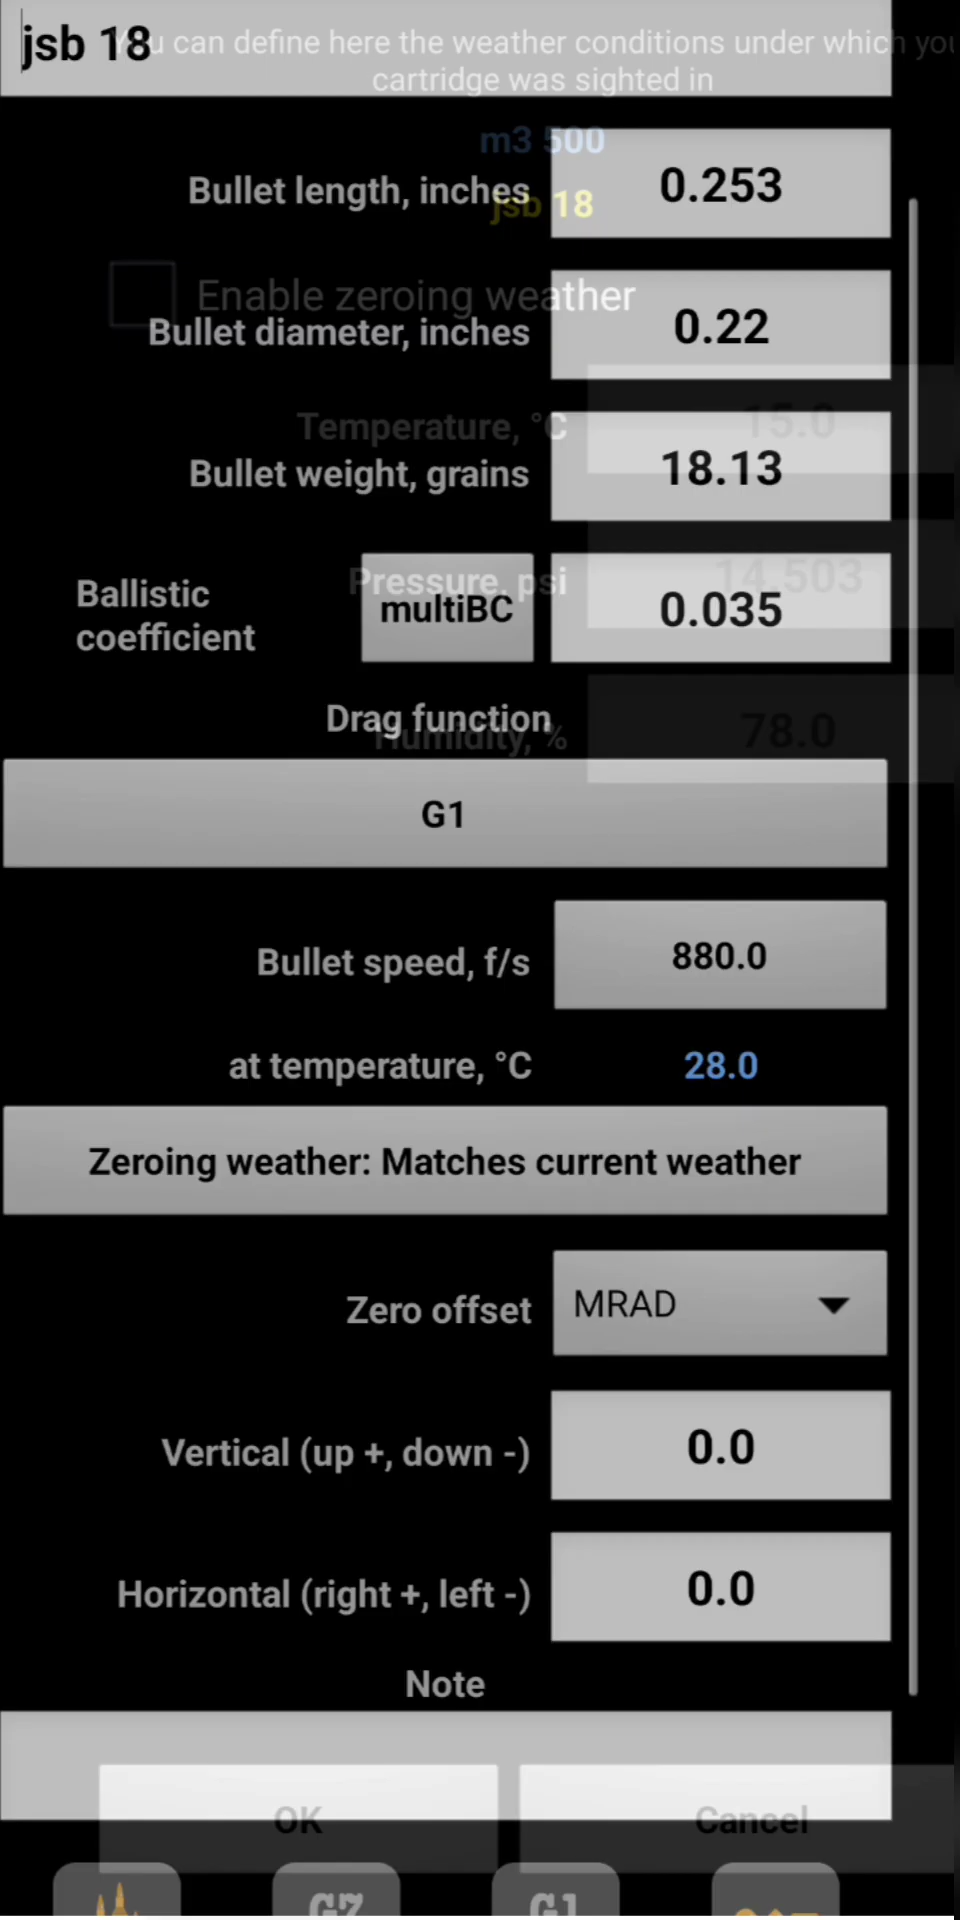 jsb 18
You can define here the weather conditions under which you
cartridge was sighted in
m3 500
Bullet length, inches 0.253
jsb 18
Enable zeroing weather
Bullet diameter, inches 0.22
Temperature, °C 15.0
Bullet weight, grains 18.13
Pressure, psi 14.503
Ballistic
coefficient
multiBC 0.035
Drag function
Humidity, % 78.0
G1
Bullet speed, f/s 880.0
at temperature, °C 28.0
Zeroing weather: Matches current weather
Zero offset MRAD
Vertical (up +, down -) 0.0
Horizontal (right +, left -) 0.0
Note
OK Cancel
G7 G1